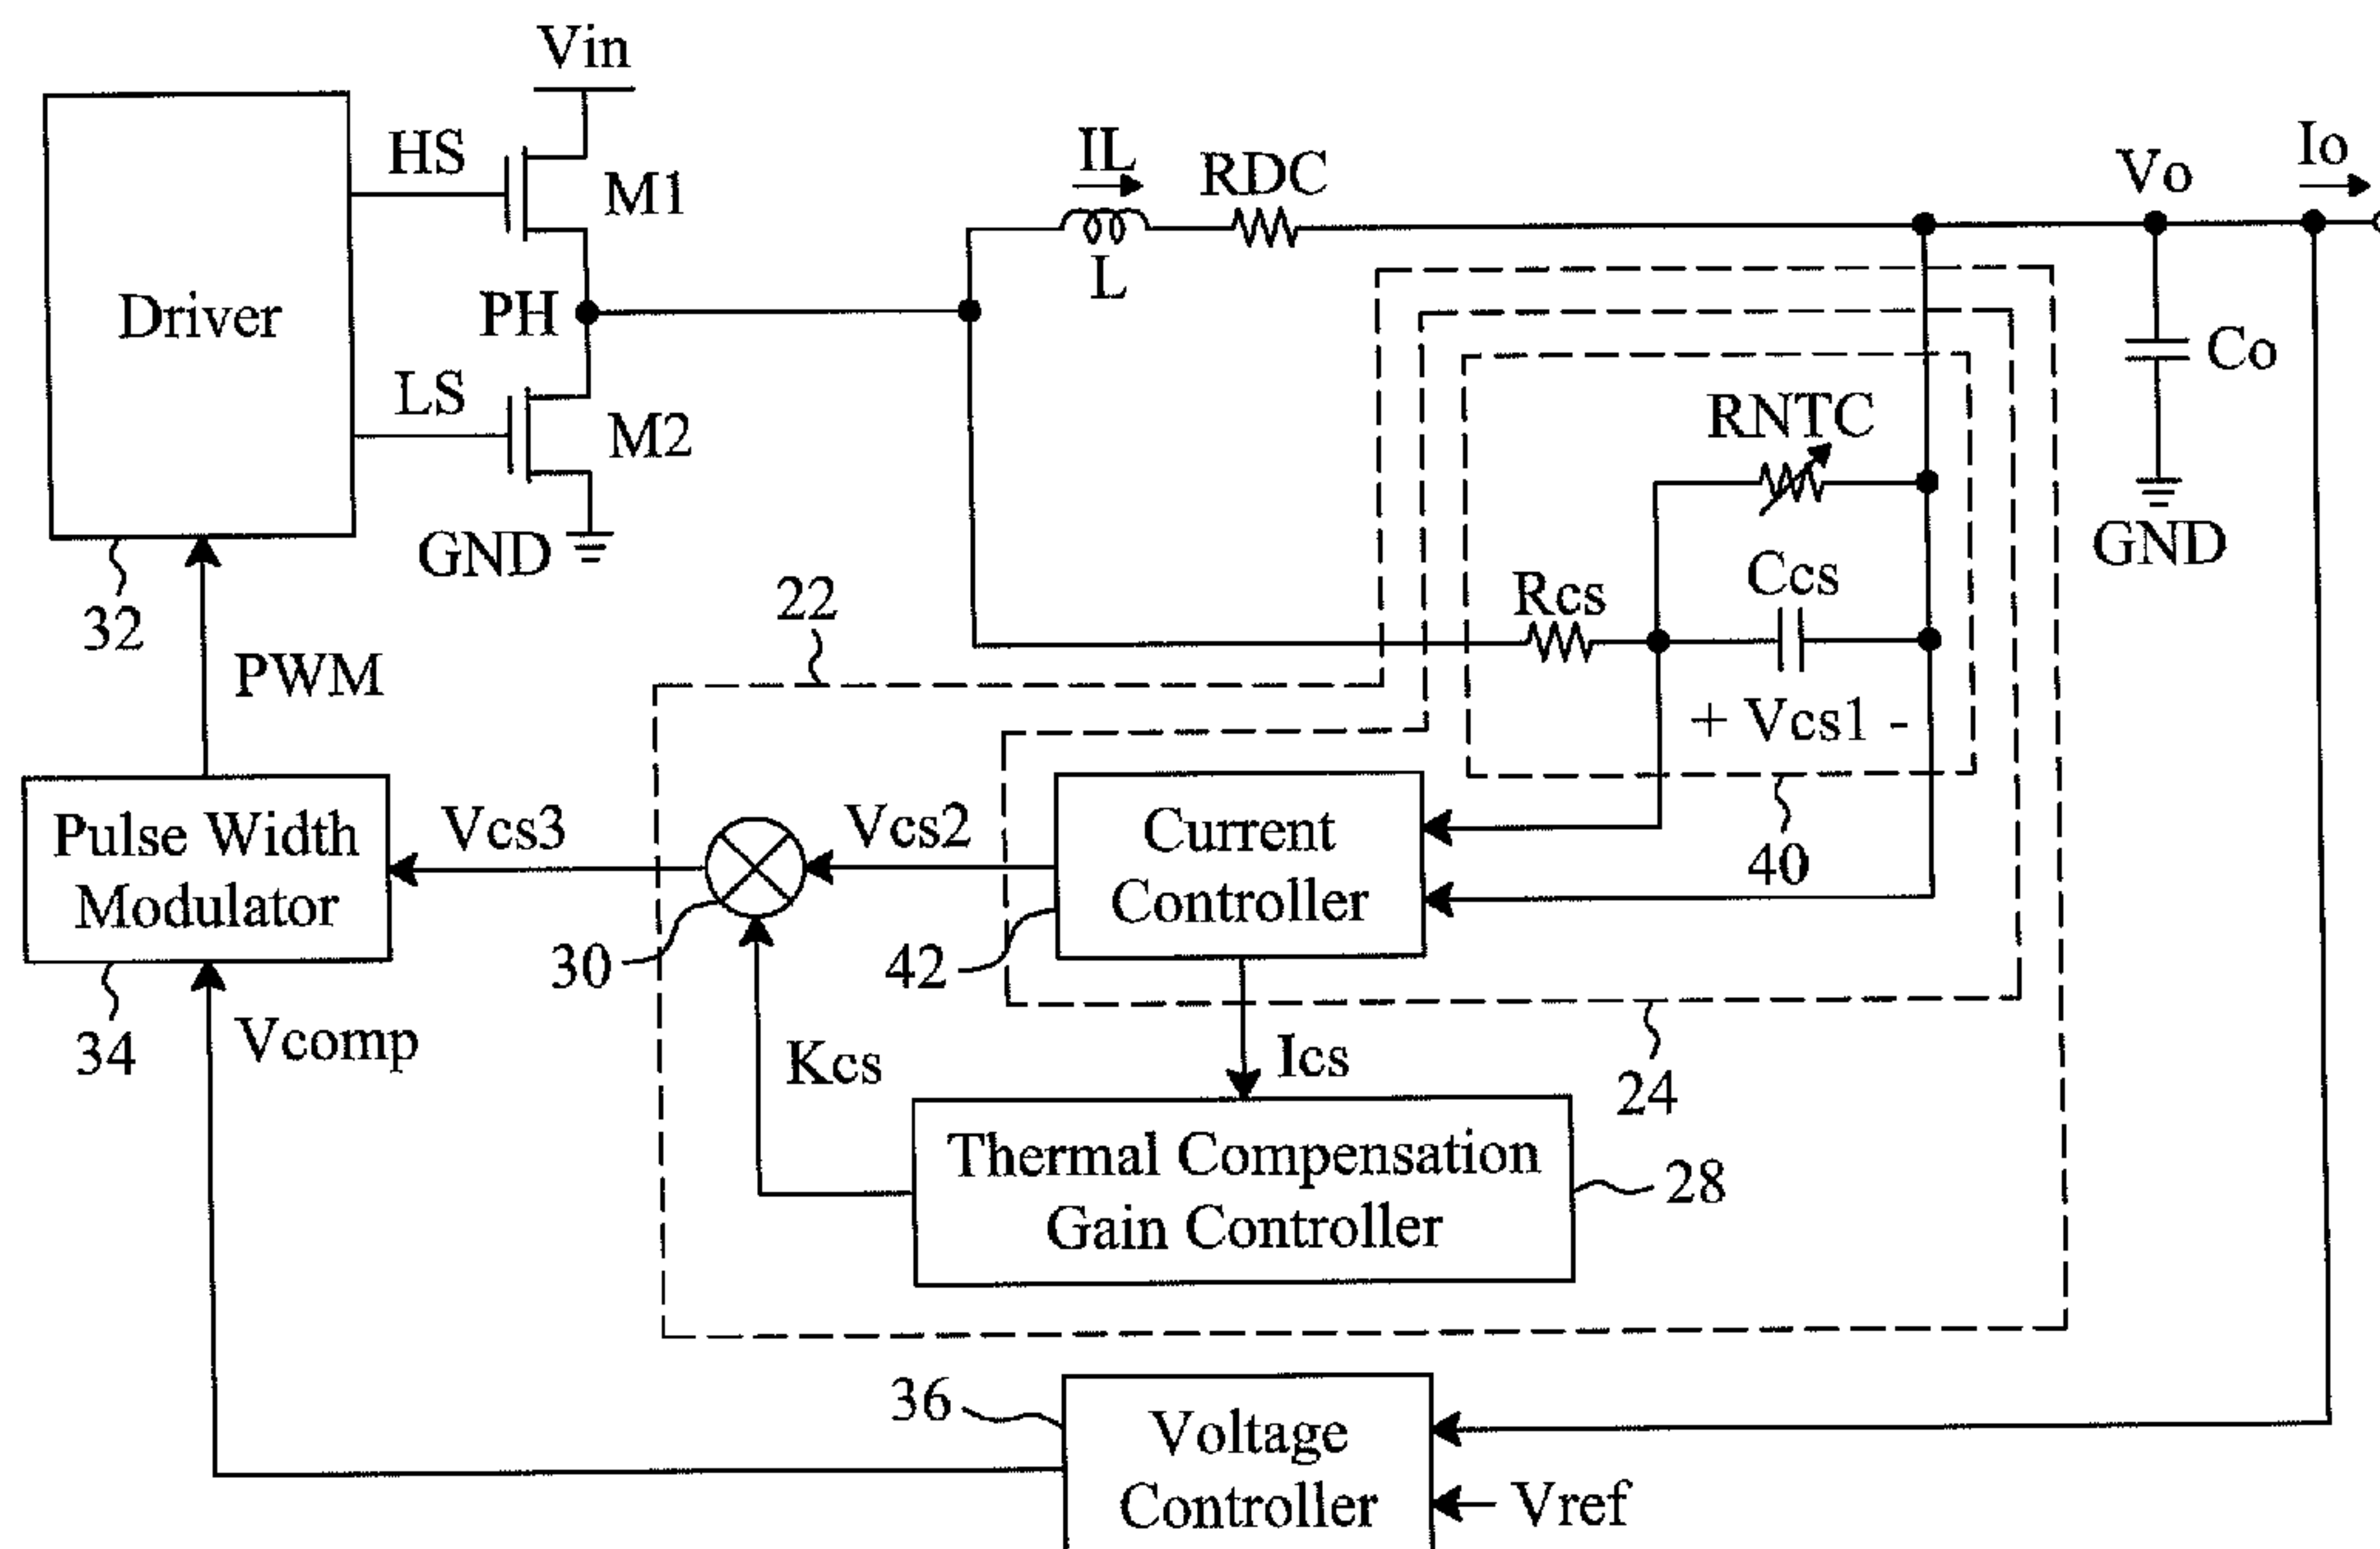 Vin
HS
M1
IL
RDC
Vo
Io
L
Driver
PH
LS
M2
Co
RNTC
GND
GND
32
22
Rcs
Ccs
PWM
+ Vcs1 -
Pulse Width
Modulator
Vcs3
Vcs2
Current
Controller
40
30
42
34
Vcomp
Kcs
Ics
24
Thermal Compensation
Gain Controller
28
36
Voltage
Controller
Vref